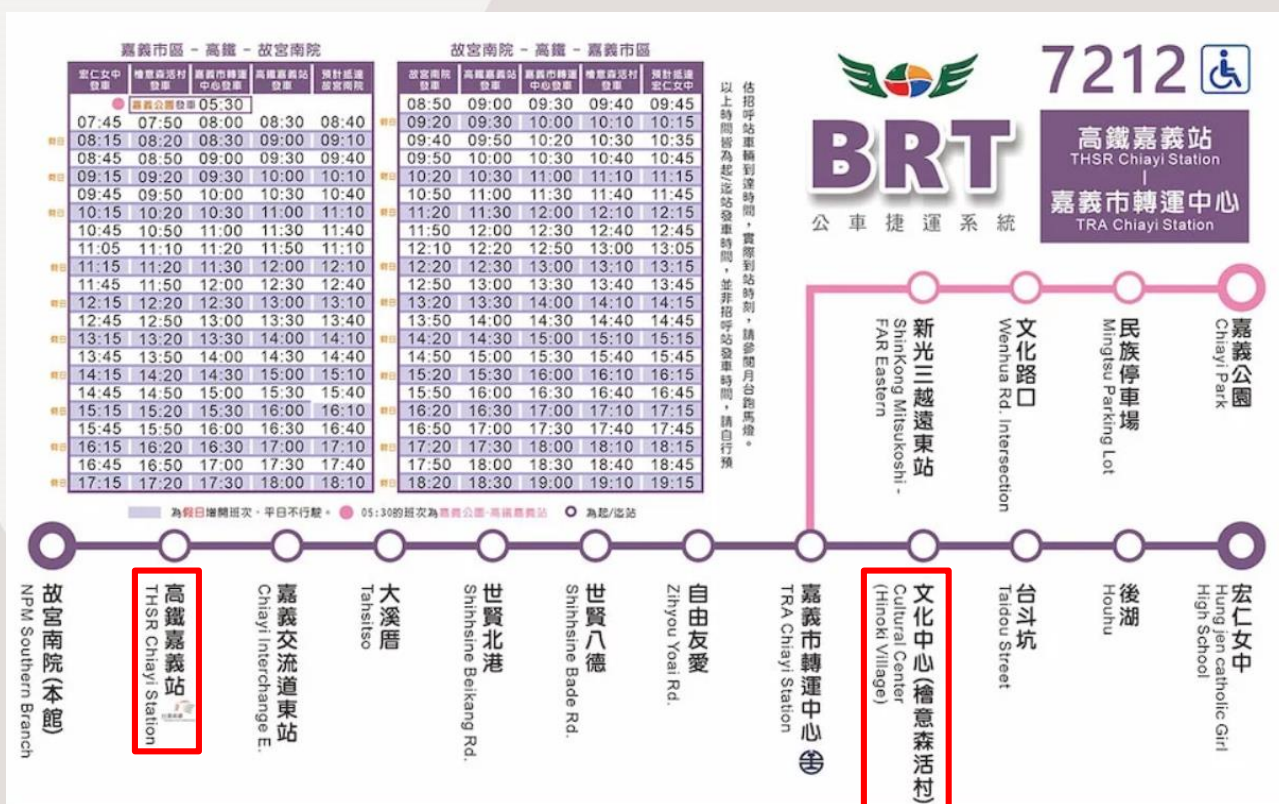 嘉義市區 - 高鐵 - 故宮南院
宏仁女中發車 檜意森活村發車 嘉義市轉運中心發車 高鐵嘉義站發車 預計抵達故宮南院
嘉義公園發車 05:30
07:45 07:50 08:00 08:30 08:40
假日 08:15 08:20 08:30 09:00 09:10
08:45 08:50 09:00 09:30 09:40
假日 09:15 09:20 09:30 10:00 10:10
09:45 09:50 10:00 10:30 10:40
假日 10:15 10:20 10:30 11:00 11:10
10:45 10:50 11:00 11:30 11:40
11:05 11:10 11:20 11:50 11:10
假日 11:15 11:20 11:30 12:00 12:10
11:45 11:50 12:00 12:30 12:40
假日 12:15 12:20 12:30 13:00 13:10
12:45 12:50 13:00 13:30 13:40
假日 13:15 13:20 13:30 14:00 14:10
13:45 13:50 14:00 14:30 14:40
假日 14:15 14:20 14:30 15:00 15:10
14:45 14:50 15:00 15:30 15:40
假日 15:15 15:20 15:30 16:00 16:10
15:45 15:50 16:00 16:30 16:40
假日 16:15 16:20 16:30 17:00 17:10
16:45 16:50 17:00 17:30 17:40
假日 17:15 17:20 17:30 18:00 18:10
故宮南院 - 高鐵 - 嘉義市區
故宮南院發車 高鐵嘉義站發車 嘉義市轉運中心發車 檜意森活村發車 預計抵達宏仁女中
08:50 09:00 09:30 09:40 09:45
假日 09:20 09:30 10:00 10:10 10:15
09:40 09:50 10:20 10:30 10:35
09:50 10:00 10:30 10:40 10:45
假日 10:20 10:30 11:00 11:10 11:15
10:50 11:00 11:30 11:40 11:45
假日 11:20 11:30 12:00 12:10 12:15
11:50 12:00 12:30 12:40 12:45
12:10 12:20 12:50 13:00 13:05
假日 12:20 12:30 13:00 13:10 13:15
12:50 13:00 13:30 13:40 13:45
假日 13:20 13:30 14:00 14:10 14:15
13:50 14:00 14:30 14:40 14:45
假日 14:20 14:30 15:00 15:10 15:15
14:50 15:00 15:30 15:40 15:45
假日 15:20 15:30 16:00 16:10 16:15
15:50 16:00 16:30 16:40 16:45
假日 16:20 16:30 17:00 17:10 17:15
16:50 17:00 17:30 17:40 17:45
假日 17:20 17:30 18:00 18:10 18:15
17:50 18:00 18:30 18:40 18:45
假日 18:20 18:30 19:00 19:10 19:15
以上時間皆為起/迄站發車時間，並非招呼站發車時間，請自行預
估招呼站車輛到達時間，實際到站時刻，請參閱月台跑馬燈。
為假日增開班次，平日不行駛。 05:30的班次為嘉義公園-高鐵嘉義站 為起/迄站
BRT
公車捷運系統
7212
高鐵嘉義站
THSR Chiayi Station
嘉義市轉運中心
TRA Chiayi Station
新光三越遠東站
ShinKong Mitsukoshi -
FAR Eastern
文化路口
Wenhua Rd. Intersection
民族停車場
Mingtsu Parking Lot
嘉義公園
Chiayi Park
故宮南院(本館)
NPM Southern Branch
高鐵嘉義站
THSR Chiayi Station
嘉義交流道東站
Chiayi Interchange E.
大溪厝
Tahsitso
世賢北港
Shihhsine Beikang Rd.
世賢八德
Shihhsine Bade Rd.
自由友愛
Zihyou Yoai Rd.
嘉義市轉運中心
TRA Chiayi Station
文化中心(檜意森活村)
Cultural Center
(Hinoki Village)
台斗坑
Taidou Street
後湖
Houhu
宏仁女中
Hung jen catholic Girl
High School